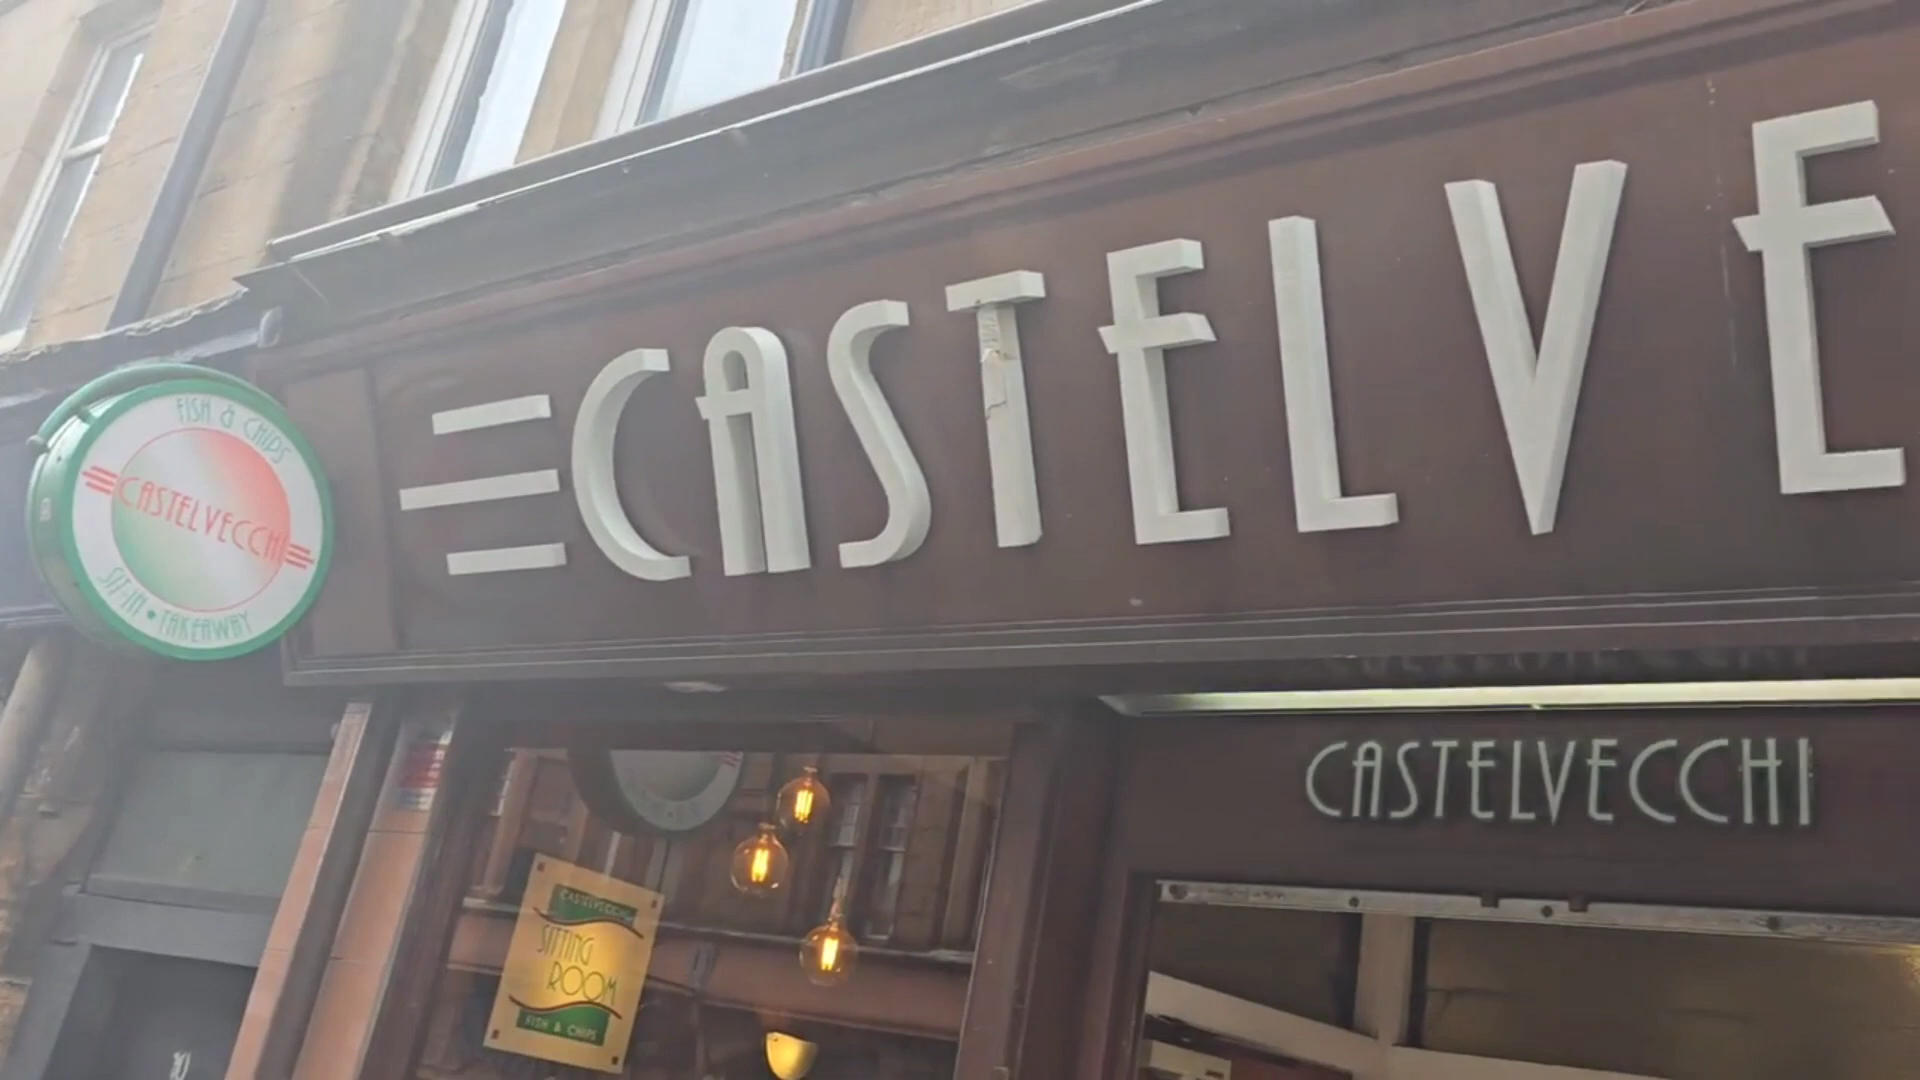 CASTELVE
FISH & CHIPS
CASTELVECCHI
SIT-IN • TAKEAWAY
CASTELVECCHI
CASTELVECCHI
SITTING
ROOM
FISH & CHIPS